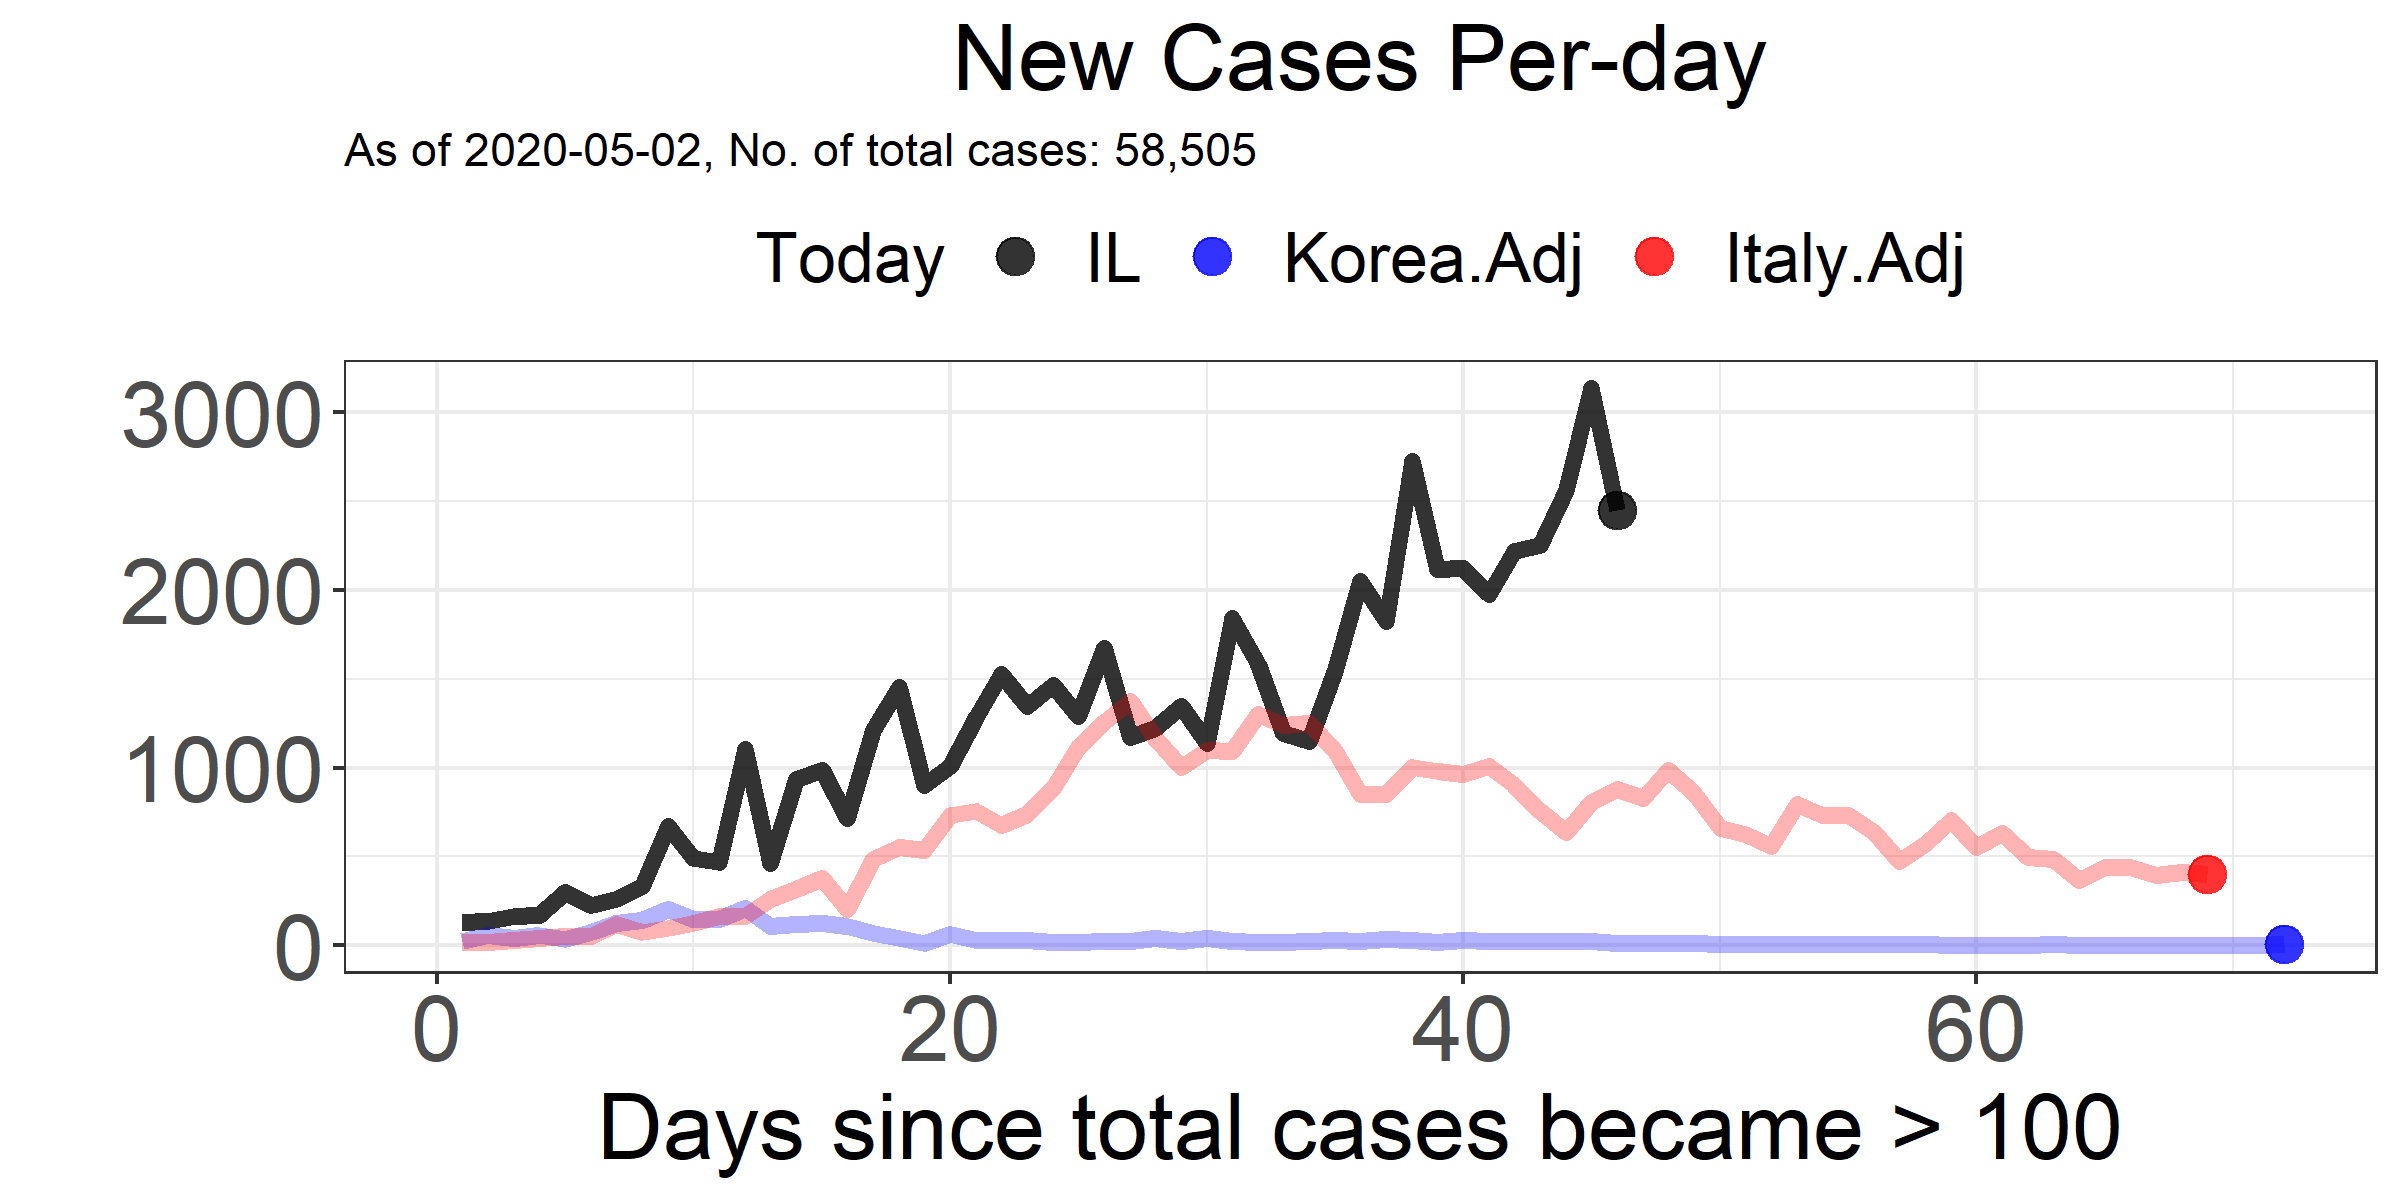 New Cases Per-day
As of 2020-05-02, No. of total cases: 58,505
Today IL Korea.Adj Italy.Adj
3000
2000
1000
0
0 20 40 60
Days since total cases became > 100